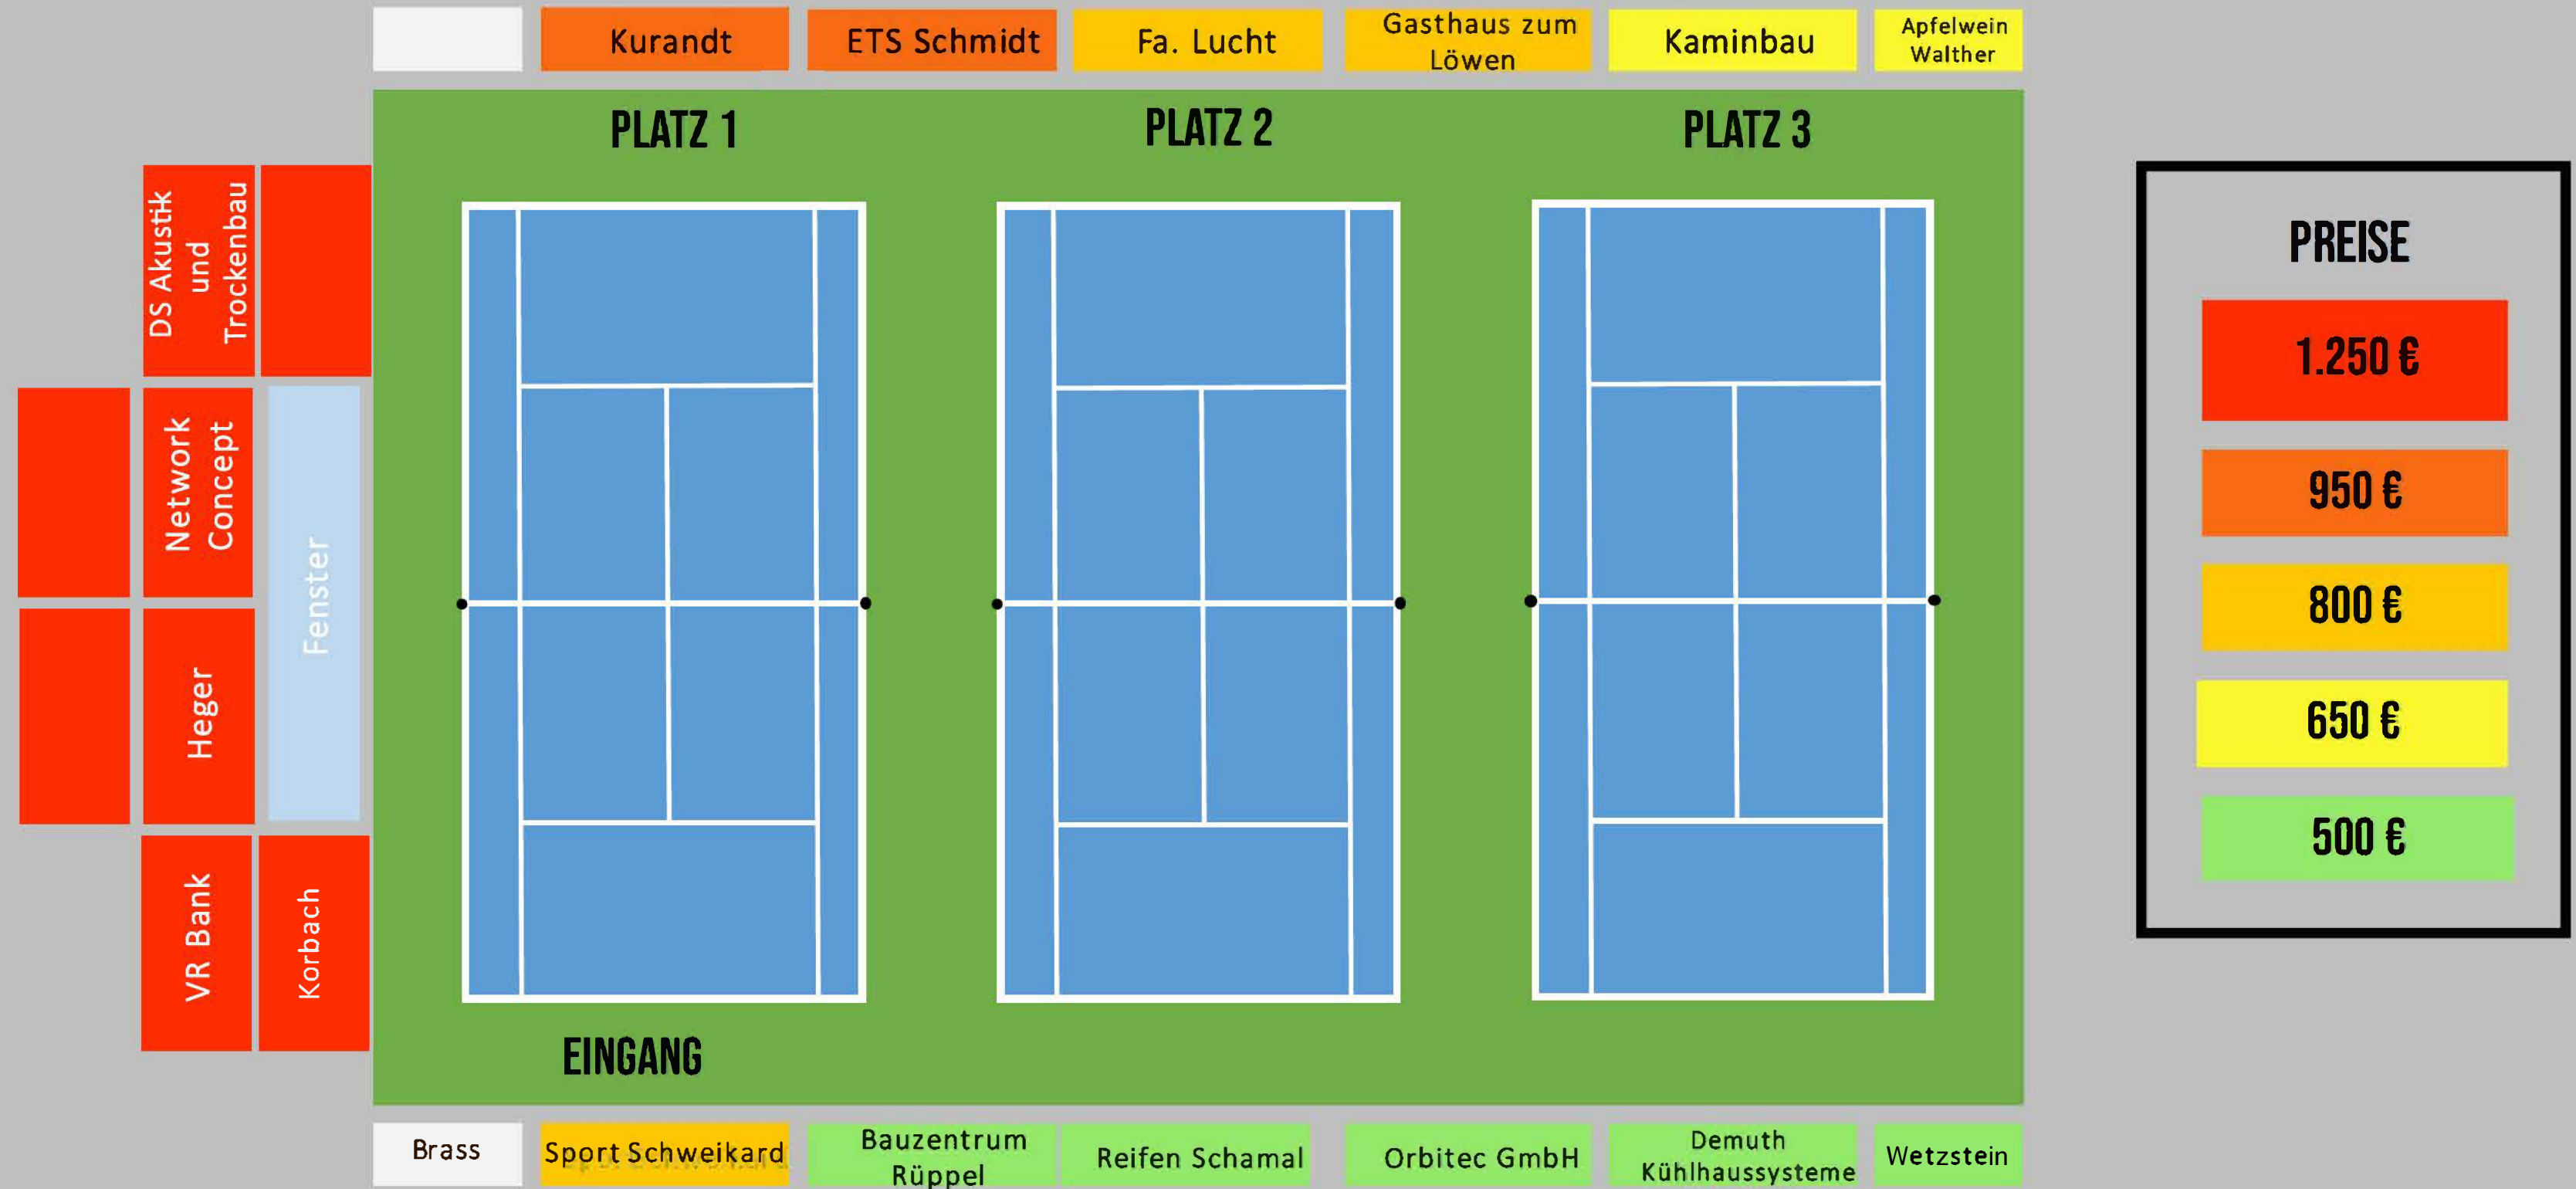 Kurandt
ETS Schmidt
Fa. Lucht
Gasthaus zum
Löwen
Kaminbau
Apfelwein
Walther
PLATZ 1
PLATZ 2
PLATZ 3
DS Akustik
und
Trockenbau
Network
Concept
Fenster
Heger
VR Bank
Korbach
PREISE
1.250 €
950 €
800 €
650 €
500 €
EINGANG
Brass
Sport Schweikard
Bauzentrum
Rüppel
Reifen Schamal
Orbitec GmbH
Demuth
Kühlhaussysteme
Wetzstein